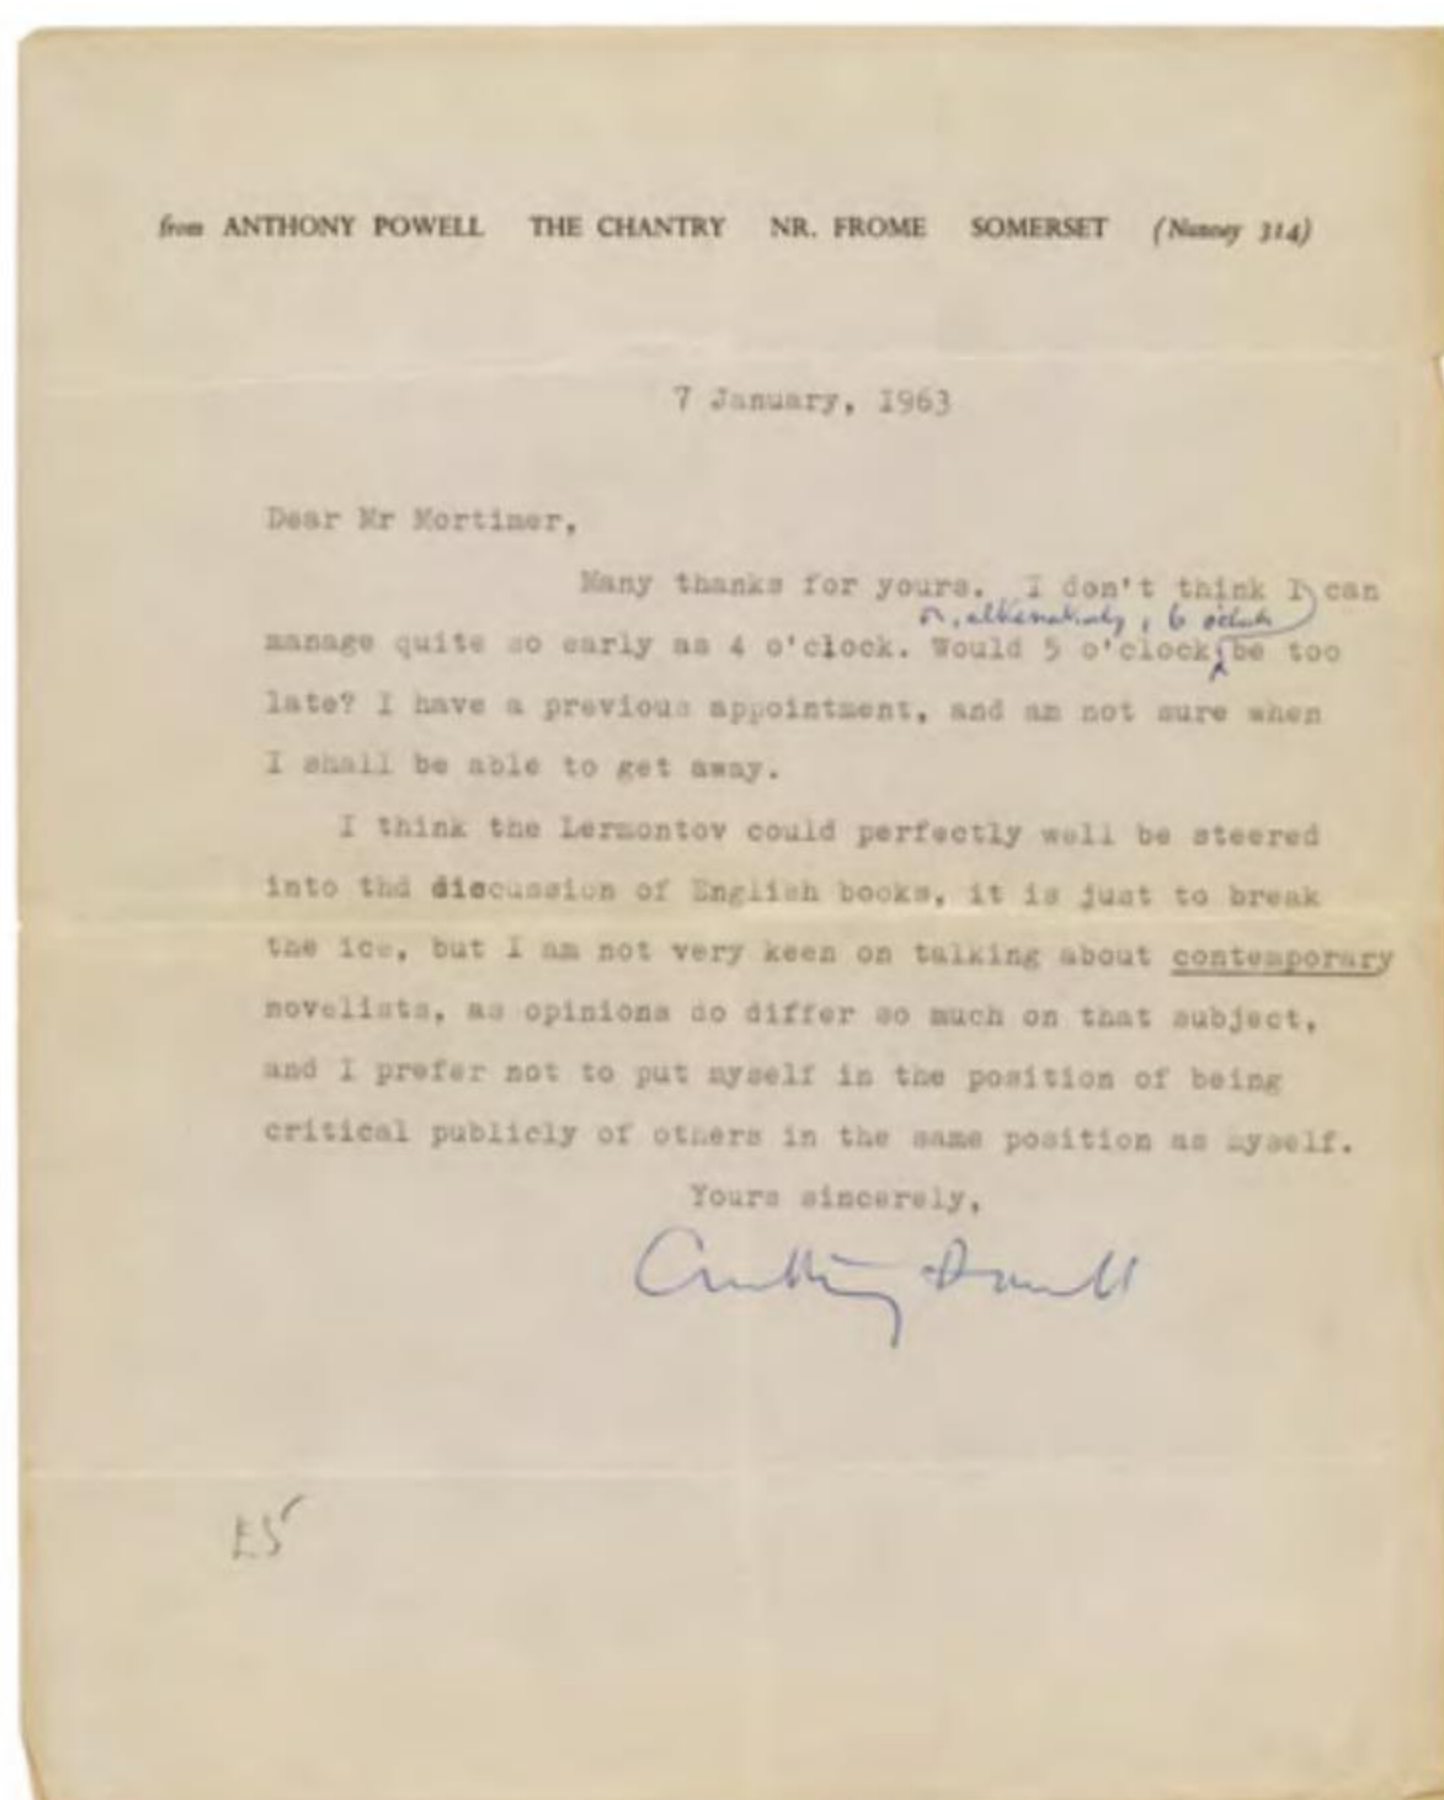 from ANTHONY POWELL THE CHANTRY NR. FROME SOMERSET (Nunney 314)
7 January, 1963
Dear Mr Mortimer,
Many thanks for yours. I don't think I can
or, alternatively, 6 oclock
manage quite so early as 4 o'clock. Would 5 o'clock, be too
late? I have a previous appointment, and am not sure when
I shall be able to get away.
I think the Lermontov could perfectly well be steered
into thd discussion of English books, it is just to break
the ice, but I am not very keen on talking about contemporary
novelists, as opinions do differ so much on that subject,
and I prefer not to put myself in the position of being
critical publicly of others in the same position as myself.
Yours sincerely,
Anthony Powell
£5